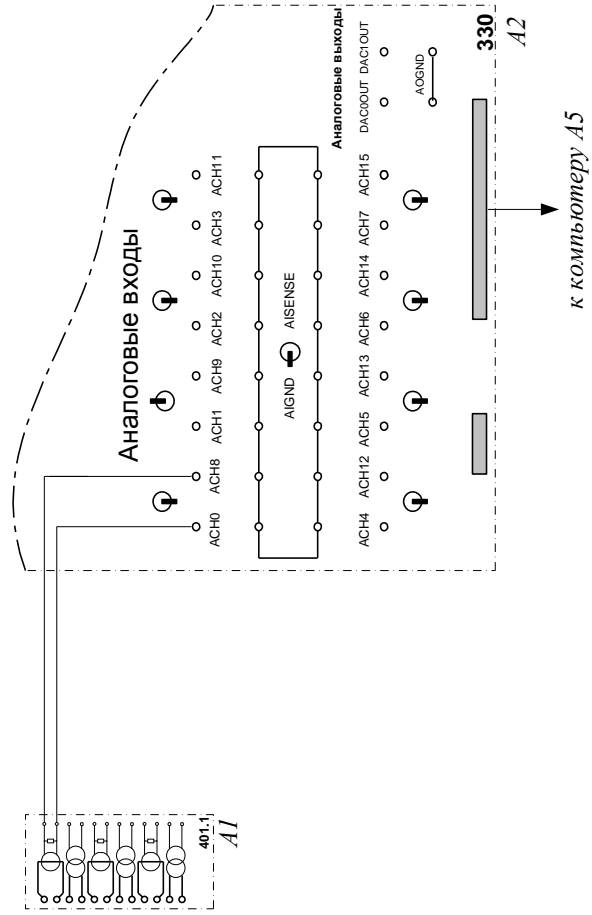 Аналоговые входы
ACH0
ACH8
ACH1
ACH9
ACH2
ACH10
ACH3
ACH11
AIGND
AISENSE
ACH4
ACH12
ACH5
ACH13
ACH6
ACH14
ACH7
ACH15
Аналоговые выходы
DAC0OUT
DAC1OUT
AOGND
330
A2
401.1
A1
к компьютеру A5